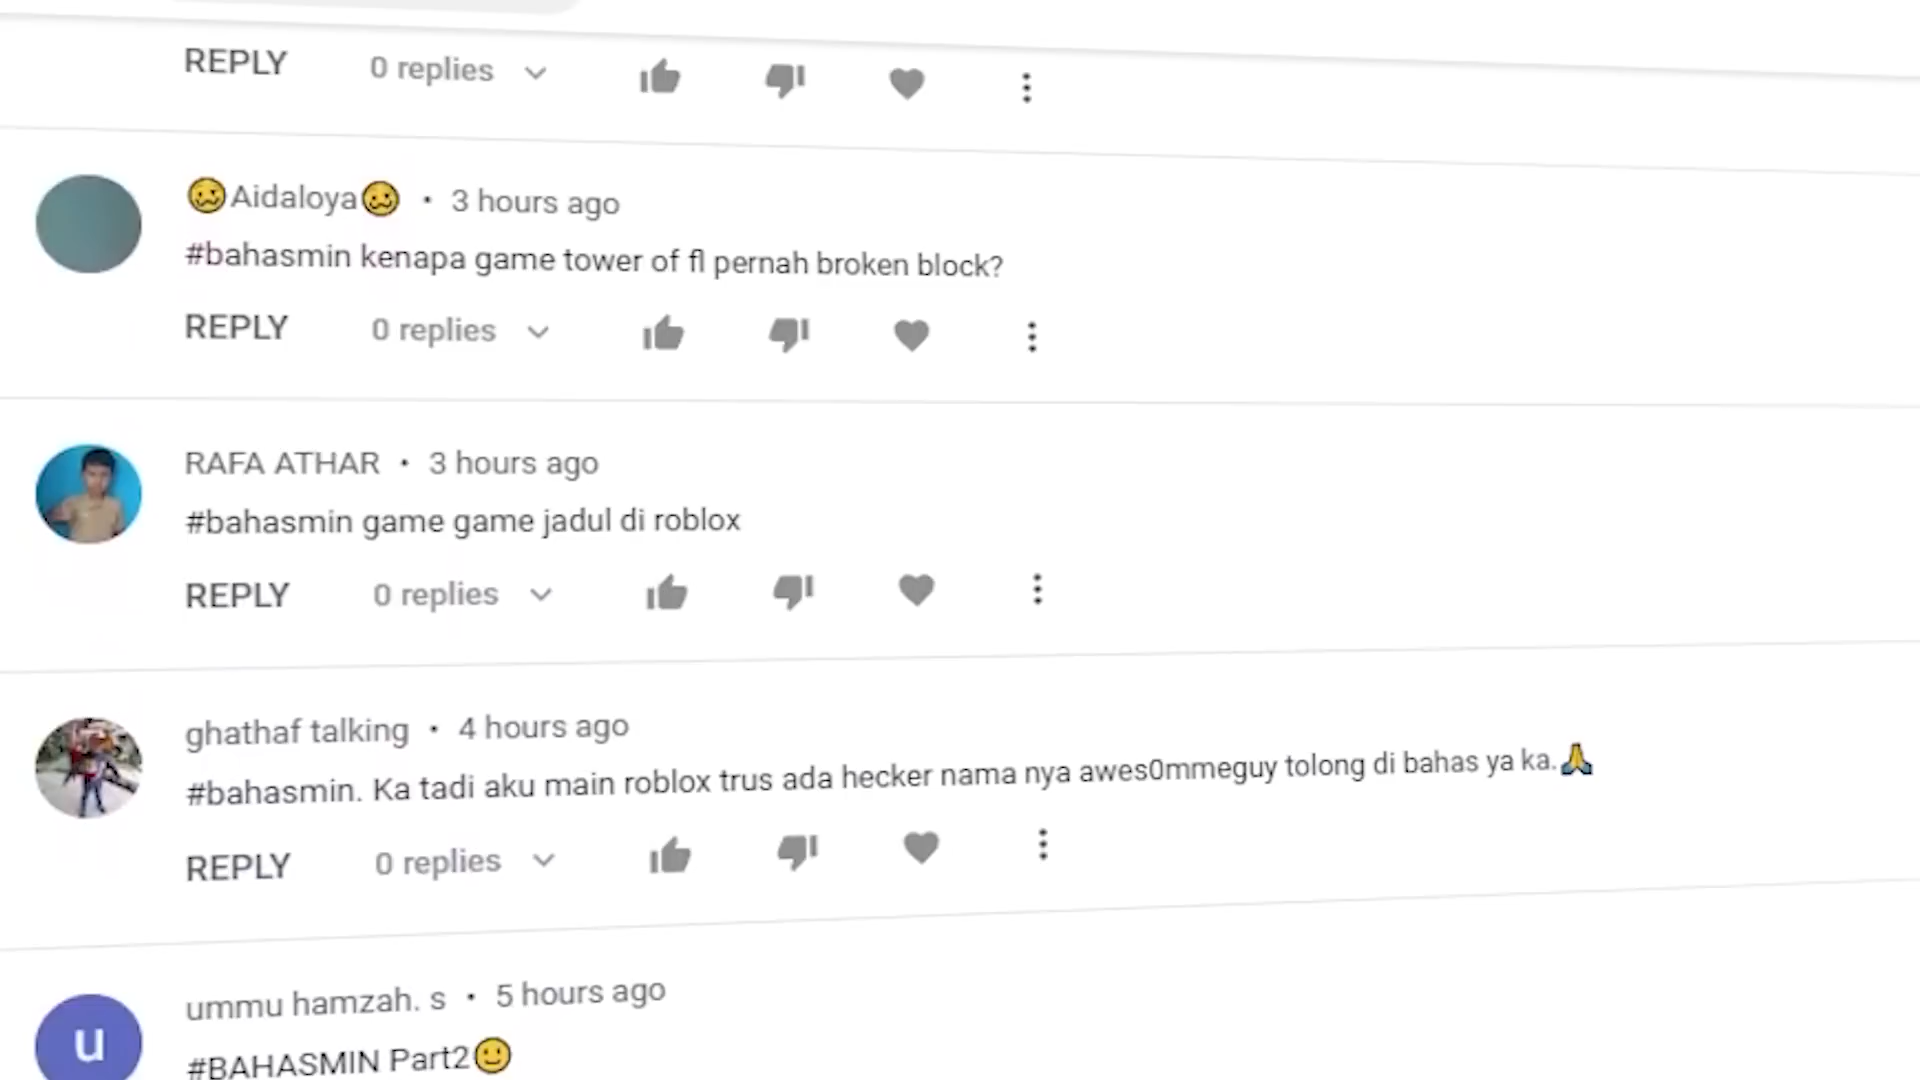 REPLY 0 replies
🥴Aidaloya🥴 • 3 hours ago
#bahasmin kenapa game tower of fl pernah broken block?
REPLY 0 replies
RAFA ATHAR • 3 hours ago
#bahasmin game game jadul di roblox
REPLY 0 replies
ghathaf talking • 4 hours ago
#bahasmin. Ka tadi aku main roblox trus ada hecker nama nya awes0mmeguy tolong di bahas ya ka.🙏
REPLY 0 replies
u
ummu hamzah. s • 5 hours ago
#BAHASMIN Part2🙂